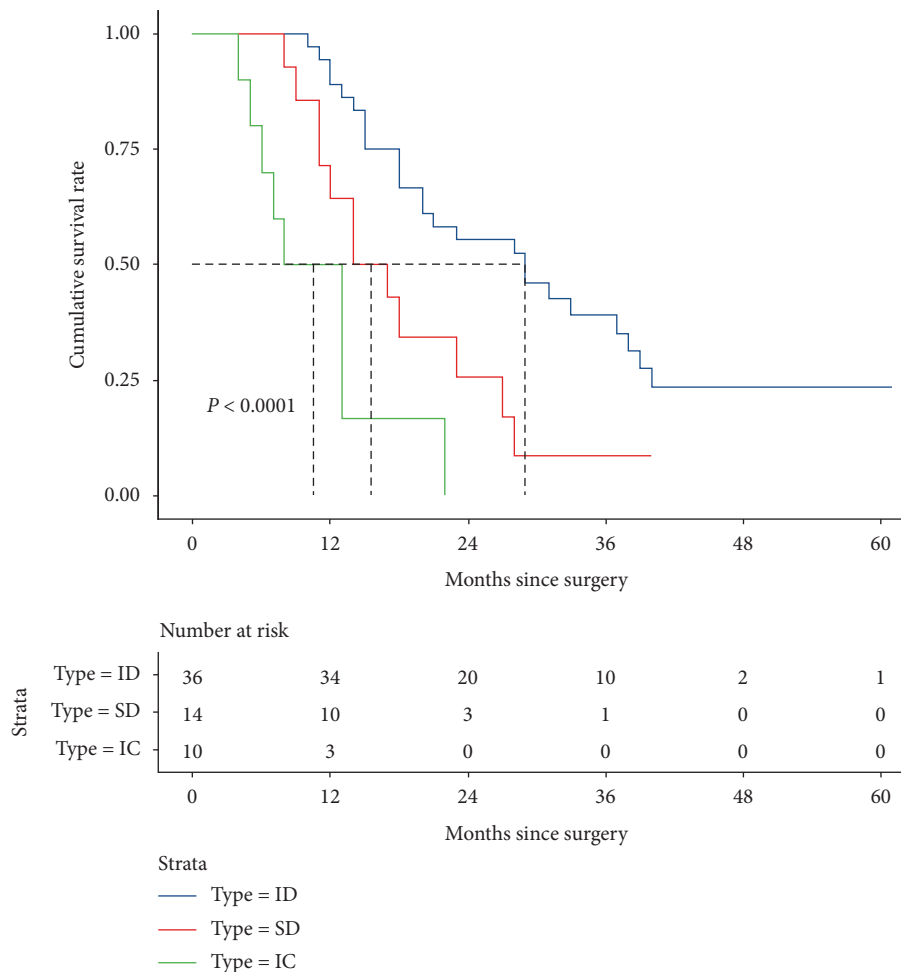 1.00
0.75
0.50
0.25
0.00
Cumulative survival rate
P < 0.0001
0 12 24 36 48 60
Months since surgery
Number at risk
Strata
Type = ID 36 34 20 10 2 1
Type = SD 14 10 3 1 0 0
Type = IC 10 3 0 0 0 0
0 12 24 36 48 60
Months since surgery
Strata
Type = ID
Type = SD
Type = IC